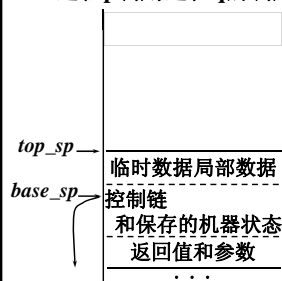 top_sp
临时数据局部数据
base_sp
控制链
和保存的机器状态
返回值和参数
. . .